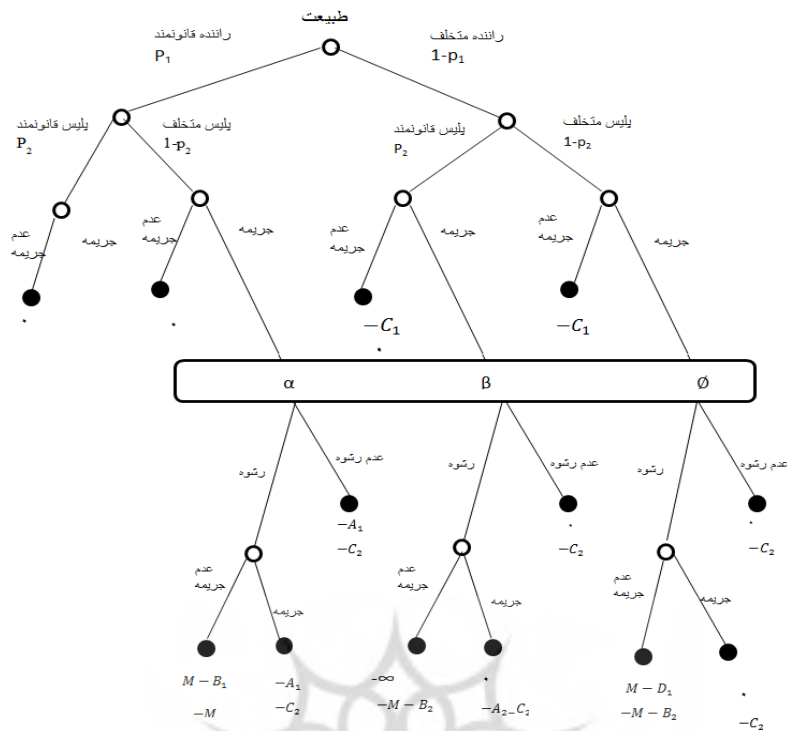 طبیعت
راننده قانونمند
P₁
راننده متخلف
1-p₁
پلیس قانونمند
P₂
پلیس متخلف
1-p₂
پلیس قانونمند
P₂
پلیس متخلف
1-p₂
عدم
جریمه
جریمه
عدم
جریمه
جریمه
عدم
جریمه
جریمه
عدم
جریمه
جریمه
۰
۰
−C₁
۰
−C₁
α
β
Ø
رشوه
عدم رشوه
رشوه
عدم رشوه
رشوه
عدم رشوه
−A₁
−C₂
۰
−C₂
۰
−C₂
عدم
جریمه
جریمه
عدم
جریمه
جریمه
عدم
جریمه
جریمه
M − B₁
−M
−A₁
−C₂
-∞
−M − B₂
۰
−A₂−C₂
M − D₁
−M − B₂
۰
−C₂